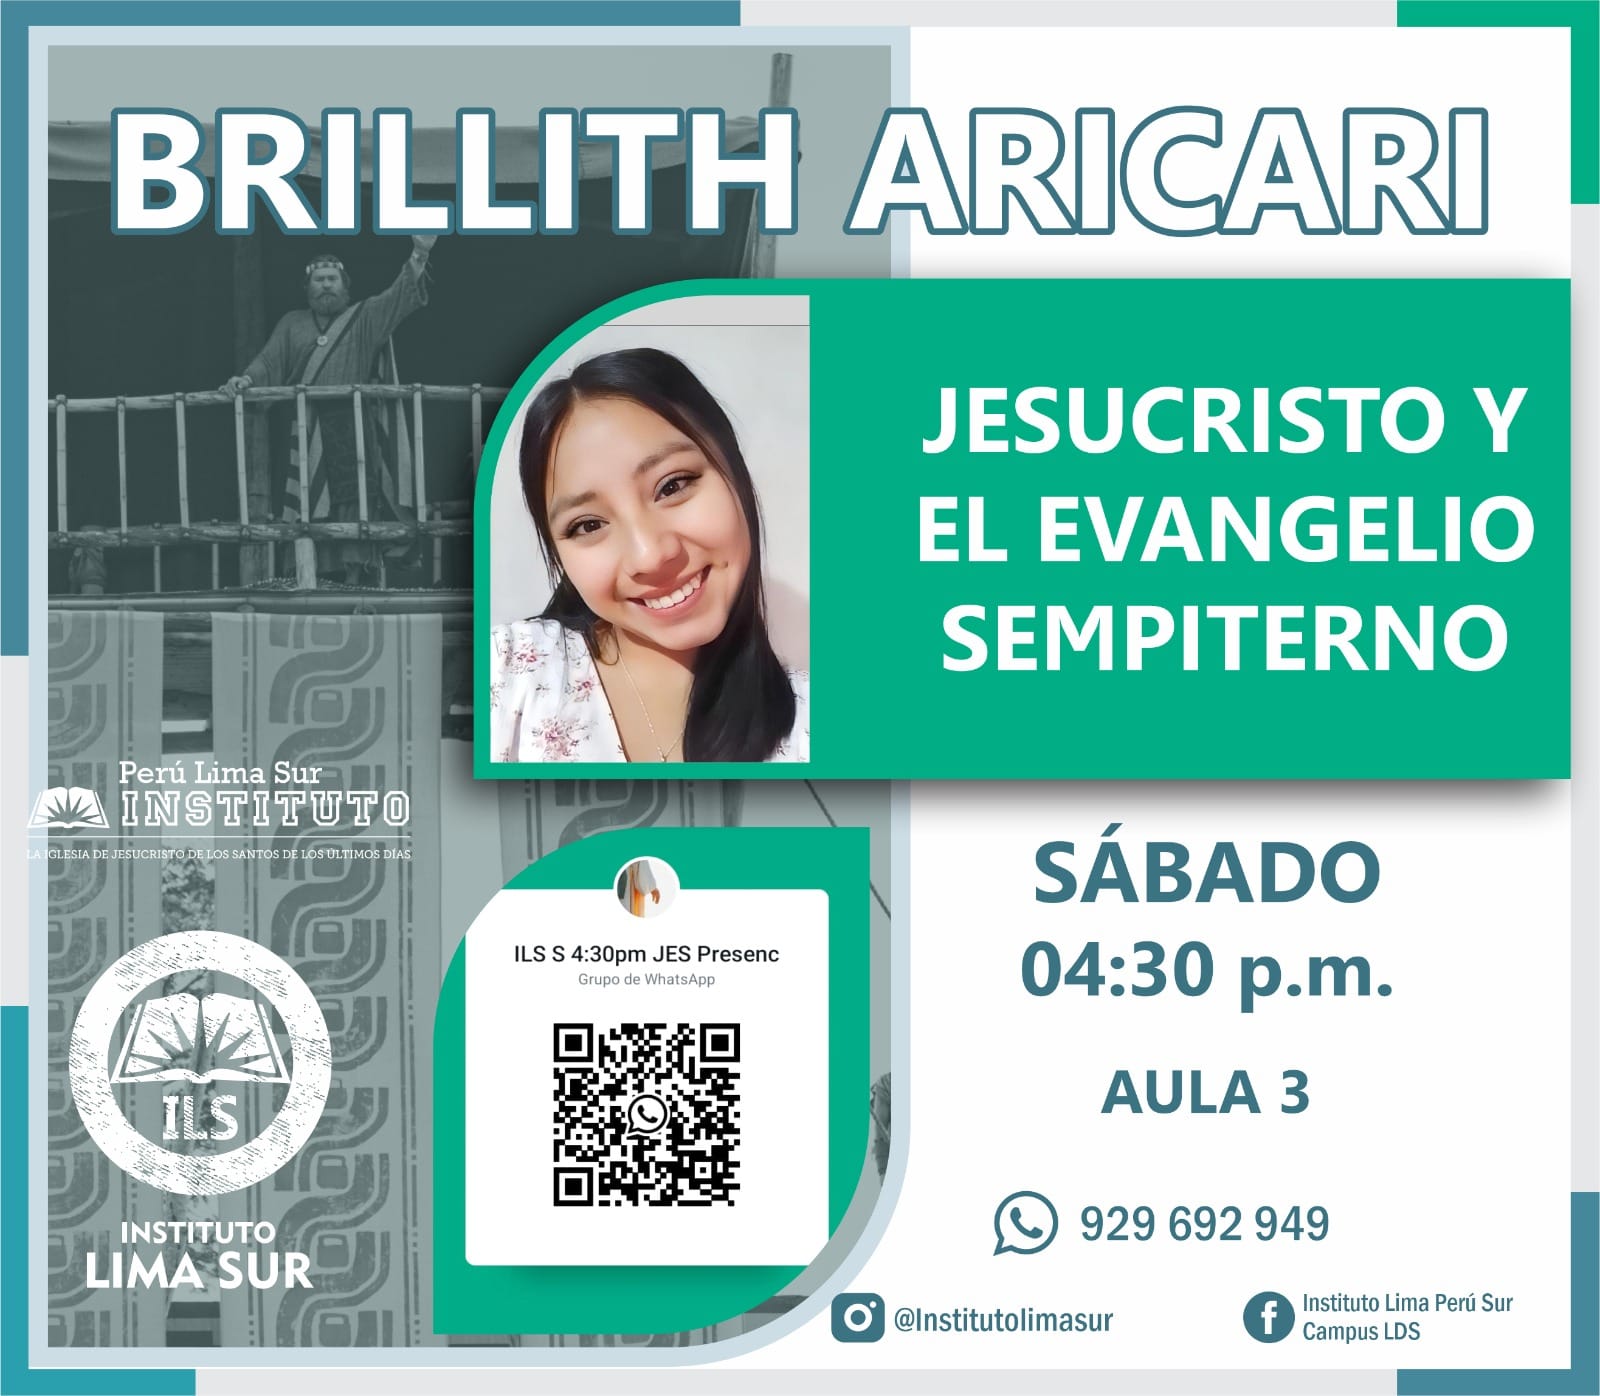 BRILLITH ARICARI
JESUCRISTO Y
EL EVANGELIO
SEMPITERNO
Perú Lima Sur
INSTITUTO
LA IGLESIA DE JESUCRISTO DE LOS SANTOS DE LOS ÚLTIMOS DÍAS
ILS
INSTITUTO
LIMA SUR
ILS S 4:30pm JES Presenc
Grupo de WhatsApp
SÁBADO
04:30 p.m.
AULA 3
929 692 949
@Institutolimasur
Instituto Lima Perú Sur
Campus LDS